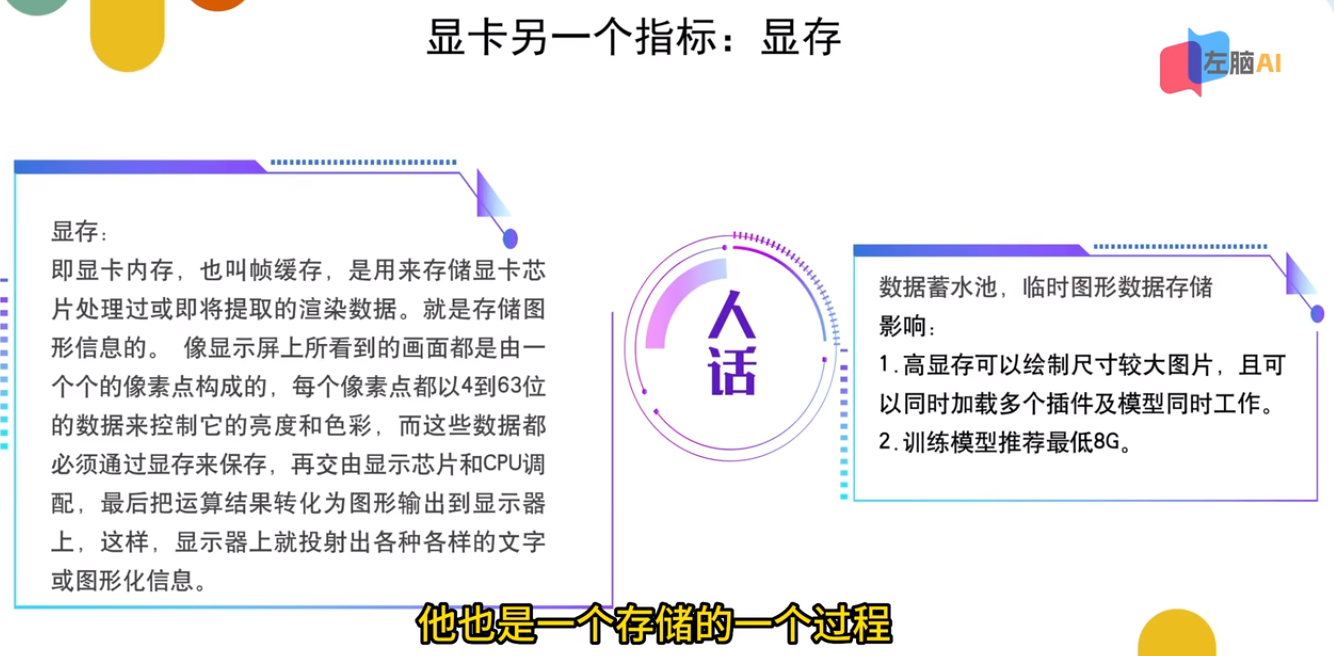 显卡另一个指标：显存
左脑AI
显存：
即显卡内存，也叫帧缓存，是用来存储显卡芯
片处理过或即将提取的渲染数据。就是存储图
形信息的。 像显示屏上所看到的画面都是由一
个个的像素点构成的，每个像素点都以4到63位
的数据来控制它的亮度和色彩，而这些数据都
必须通过显存来保存，再交由显示芯片和CPU调
配，最后把运算结果转化为图形输出到显示器
上，这样，显示器上就投射出各种各样的文字
或图形化信息。
人
话
数据蓄水池，临时图形数据存储
影响：
1.高显存可以绘制尺寸较大图片，且可
以同时加载多个插件及模型同时工作。
2.训练模型推荐最低8G。
他也是一个存储的一个过程